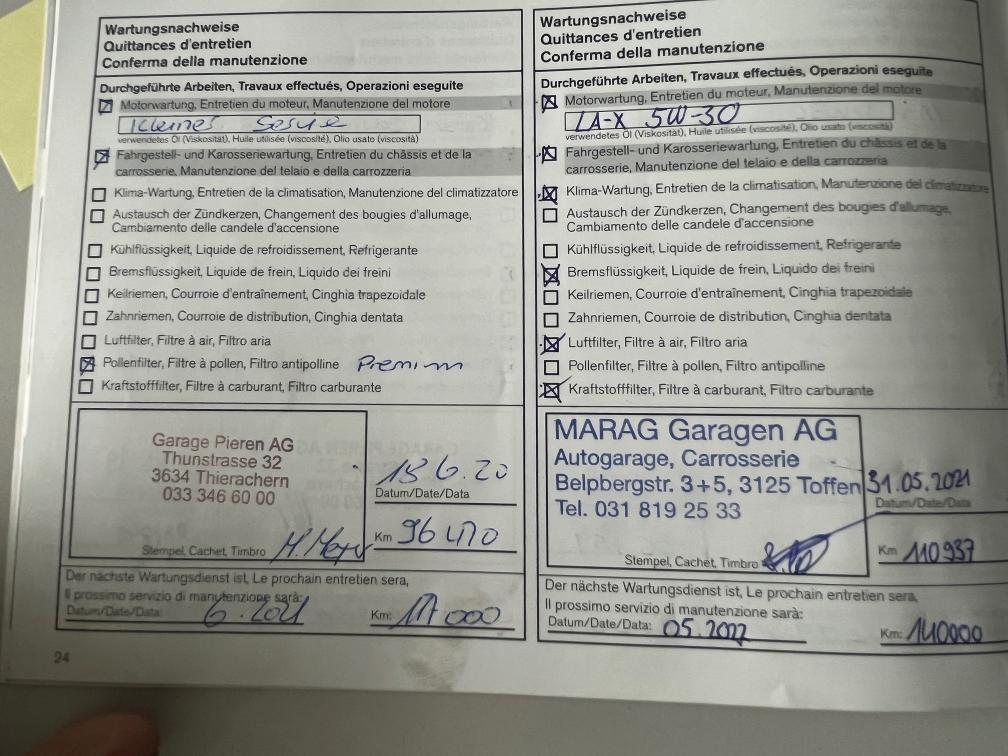 Wartungsnachweise
Quittances d'entretien
Conferma della manutenzione
Durchgeführte Arbeiten, Travaux effectués, Operazioni eseguite
Motorwartung, Entretien du moteur, Manutenzione del motore
Kleines
verwendetes Öl (Viskosität), Huile utilisée (viscosité), Olio usato (viscosità)
Fahrgestell- und Karosseriewartung, Entretien du châssis et de la
carrosserie, Manutenzione del telaio e della carrozzeria
Klima-Wartung, Entretien de la climatisation, Manutenzione del climatizzatore
Austausch der Zündkerzen, Changement des bougies d'allumage,
Cambiamento delle candele d'accensione
Kühlflüssigkeit, Liquide de refroidissement, Refrigerante
Bremsflüssigkeit, Liquide de frein, Liquido dei freini
Keilriemen, Courroie d'entraînement, Cinghia trapezoidale
Zahnriemen, Courroie de distribution, Cinghia dentata
Luftfilter, Filtre à air, Filtro aria
Pollenfilter, Filtre à pollen, Filtro antipolline Premium
Kraftstofffilter, Filtre à carburant, Filtro carburante
Garage Pieren AG
Thunstrasse 32
3634 Thierachern
033 346 60 00
18.6.20
Datum/Date/Data
Km 96470
Stempel, Cachet, Timbro
Der nächste Wartungsdienst ist, Le prochain entretien sera,
Il prossimo servizio di manutenzione sarà:
Datum/Date/Data: 6.2021 Km: 111000
24
Wartungsnachweise
Quittances d'entretien
Conferma della manutenzione
Durchgeführte Arbeiten, Travaux effectués, Operazioni eseguite
Motorwartung, Entretien du moteur, Manutenzione del motore
LA-X 5W-30
verwendetes Öl (Viskosität), Huile utilisée (viscosité), Olio usato (viscosità)
Fahrgestell- und Karosseriewartung, Entretien du châssis et de la
carrosserie, Manutenzione del telaio e della carrozzeria
Klima-Wartung, Entretien de la climatisation, Manutenzione del climatizzatore
Austausch der Zündkerzen, Changement des bougies d'allumage,
Cambiamento delle candele d'accensione
Kühlflüssigkeit, Liquide de refroidissement, Refrigerante
Bremsflüssigkeit, Liquide de frein, Liquido dei freini
Keilriemen, Courroie d'entraînement, Cinghia trapezoidale
Zahnriemen, Courroie de distribution, Cinghia dentata
Luftfilter, Filtre à air, Filtro aria
Pollenfilter, Filtre à pollen, Filtro antipolline
Kraftstofffilter, Filtre à carburant, Filtro carburante
MARAG Garagen AG
Autogarage, Carrosserie
Belpbergstr. 3+5, 3125 Toffen
Tel. 031 819 25 33
31.05.2021
Datum/Date/Data
Km 110937
Stempel, Cachet, Timbro
Der nächste Wartungsdienst ist, Le prochain entretien sera,
Il prossimo servizio di manutenzione sarà:
Datum/Date/Data: 05.2022 Km: 140000